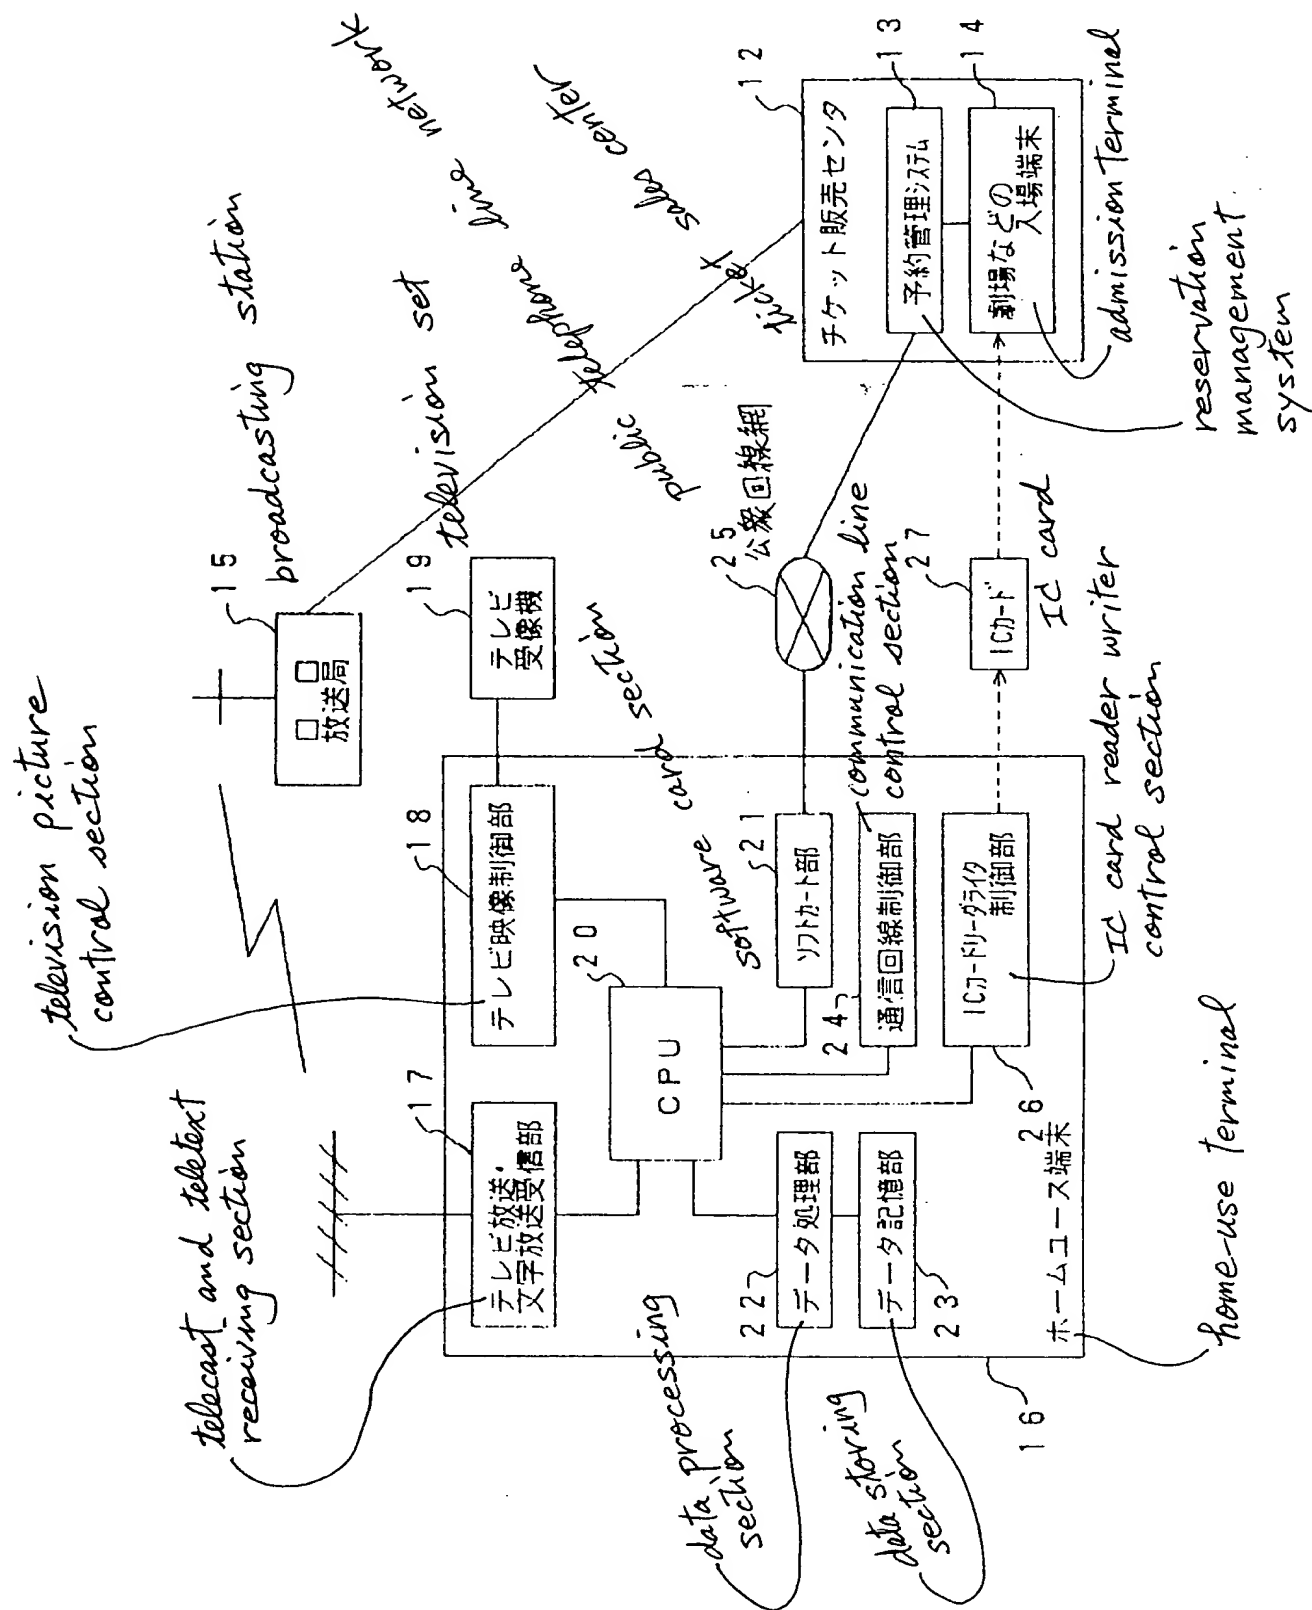 telecast and teletext
receiving section
television picture
control section
１５
broadcasting station
放送局
１７
テレビ放送・
文字放送受信部
１８
テレビ映像制御部
１９
テレビ
受像機
television set
２０
CPU
software card section
２１
ソフトカード部
２５
公衆回線網
public telephone line network
ticket sales center
１２
チケット販売センタ
１３
予約管理システム
１４
劇場などの
入場端末
admission terminal
reservation
management
system
data processing
section
２２
データ処理部
data storing
section
２３
データ記憶部
２４
通信回線制御部
communication line
control section
２６
ICカードリーダライタ
制御部
IC card reader writer
control section
２７
ICカード
IC card
１６
ホームユース端末
home-use terminal